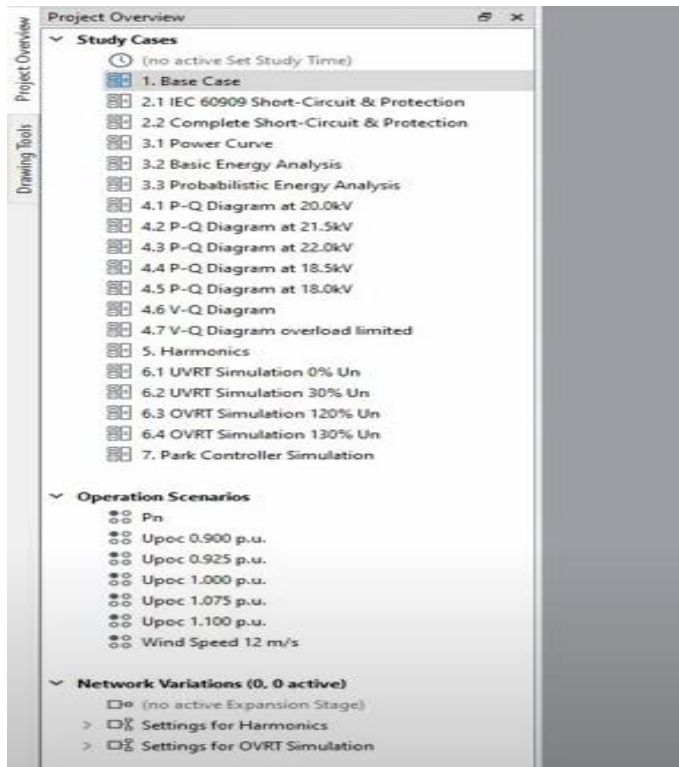 Project Overview
Project Overview
Drawing Tools
Study Cases
(no active Set Study Time)
1. Base Case
2.1 IEC 60909 Short-Circuit & Protection
2.2 Complete Short-Circuit & Protection
3.1 Power Curve
3.2 Basic Energy Analysis
3.3 Probabilistic Energy Analysis
4.1 P-Q Diagram at 20.0kV
4.2 P-Q Diagram at 21.5kV
4.3 P-Q Diagram at 22.0kV
4.4 P-Q Diagram at 18.5kV
4.5 P-Q Diagram at 18.0kV
4.6 V-Q Diagram
4.7 V-Q Diagram overload limited
5. Harmonics
6.1 UVRT Simulation 0% Un
6.2 UVRT Simulation 30% Un
6.3 OVRT Simulation 120% Un
6.4 OVRT Simulation 130% Un
7. Park Controller Simulation
Operation Scenarios
Pn
Upoc 0.900 p.u.
Upoc 0.925 p.u.
Upoc 1.000 p.u.
Upoc 1.075 p.u.
Upoc 1.100 p.u.
Wind Speed 12 m/s
Network Variations (0, 0 active)
(no active Expansion Stage)
Settings for Harmonics
Settings for OVRT Simulation